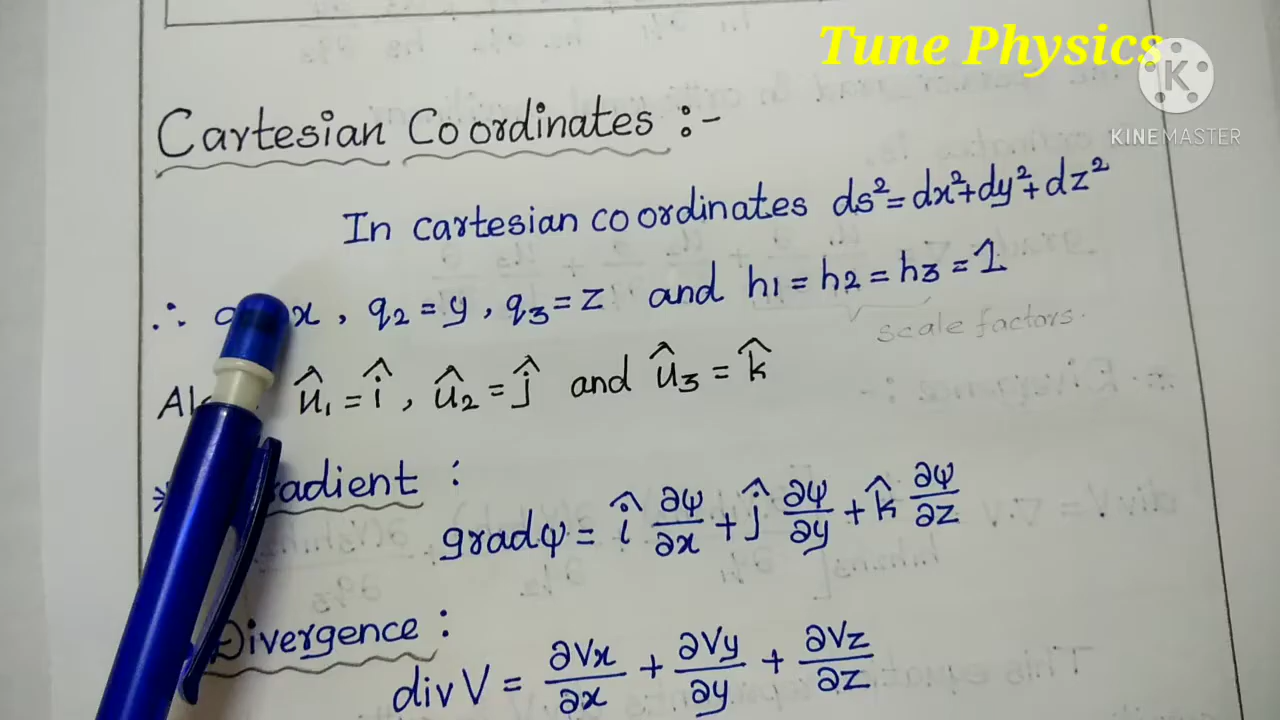 Tune Physics
KINEMASTER
Cartesian Coordinates :-
In cartesian coordinates ds²= dx²+dy²+dz²
∴ x , q2 = y , q3 = z and h1 = h2 = h3 = 1
scale factors.
û1 = î , û2 = ĵ and û3 = k̂
adient :
gradψ = î ∂ψ/∂x + ĵ ∂ψ/∂y + k̂ ∂ψ/∂z
Divergence :
div V = ∂Vx/∂x + ∂Vy/∂y + ∂Vz/∂z